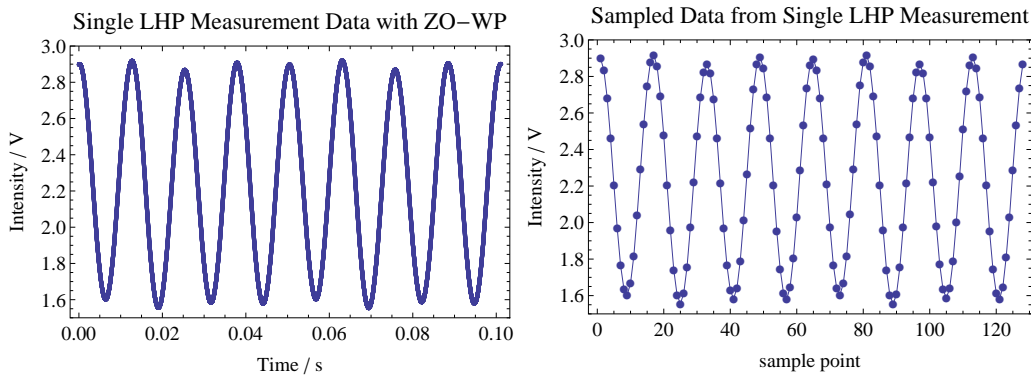 Single LHP Measurement Data with ZO−WP
3.0
2.8
2.6
2.4
2.2
2.0
1.8
1.6
Intensity / V
0.00 0.02 0.04 0.06 0.08 0.10
Time / s
Sampled Data from Single LHP Measurement
3.0
2.8
2.6
2.4
2.2
2.0
1.8
1.6
Intensity / V
0 20 40 60 80 100 120
sample point